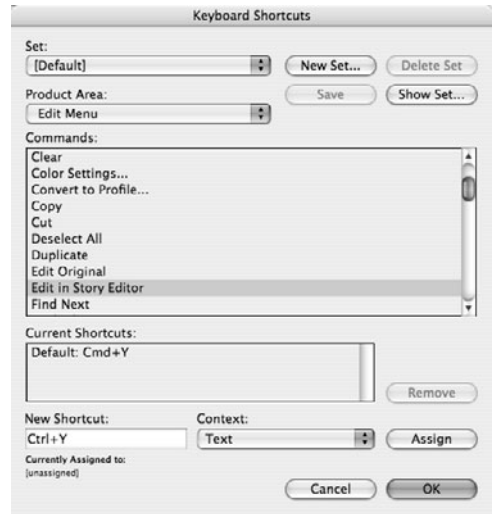 Keyboard Shortcuts
Set:
[Default]
New Set...
Delete Set
Product Area:
Save
Show Set...
Edit Menu
Commands:
Clear
Color Settings...
Convert to Profile...
Copy
Cut
Deselect All
Duplicate
Edit Original
Edit in Story Editor
Find Next
Current Shortcuts:
Default: Cmd+Y
Remove
New Shortcut:
Context:
Ctrl+Y
Text
Assign
Currently Assigned to:
[unassigned]
Cancel
OK